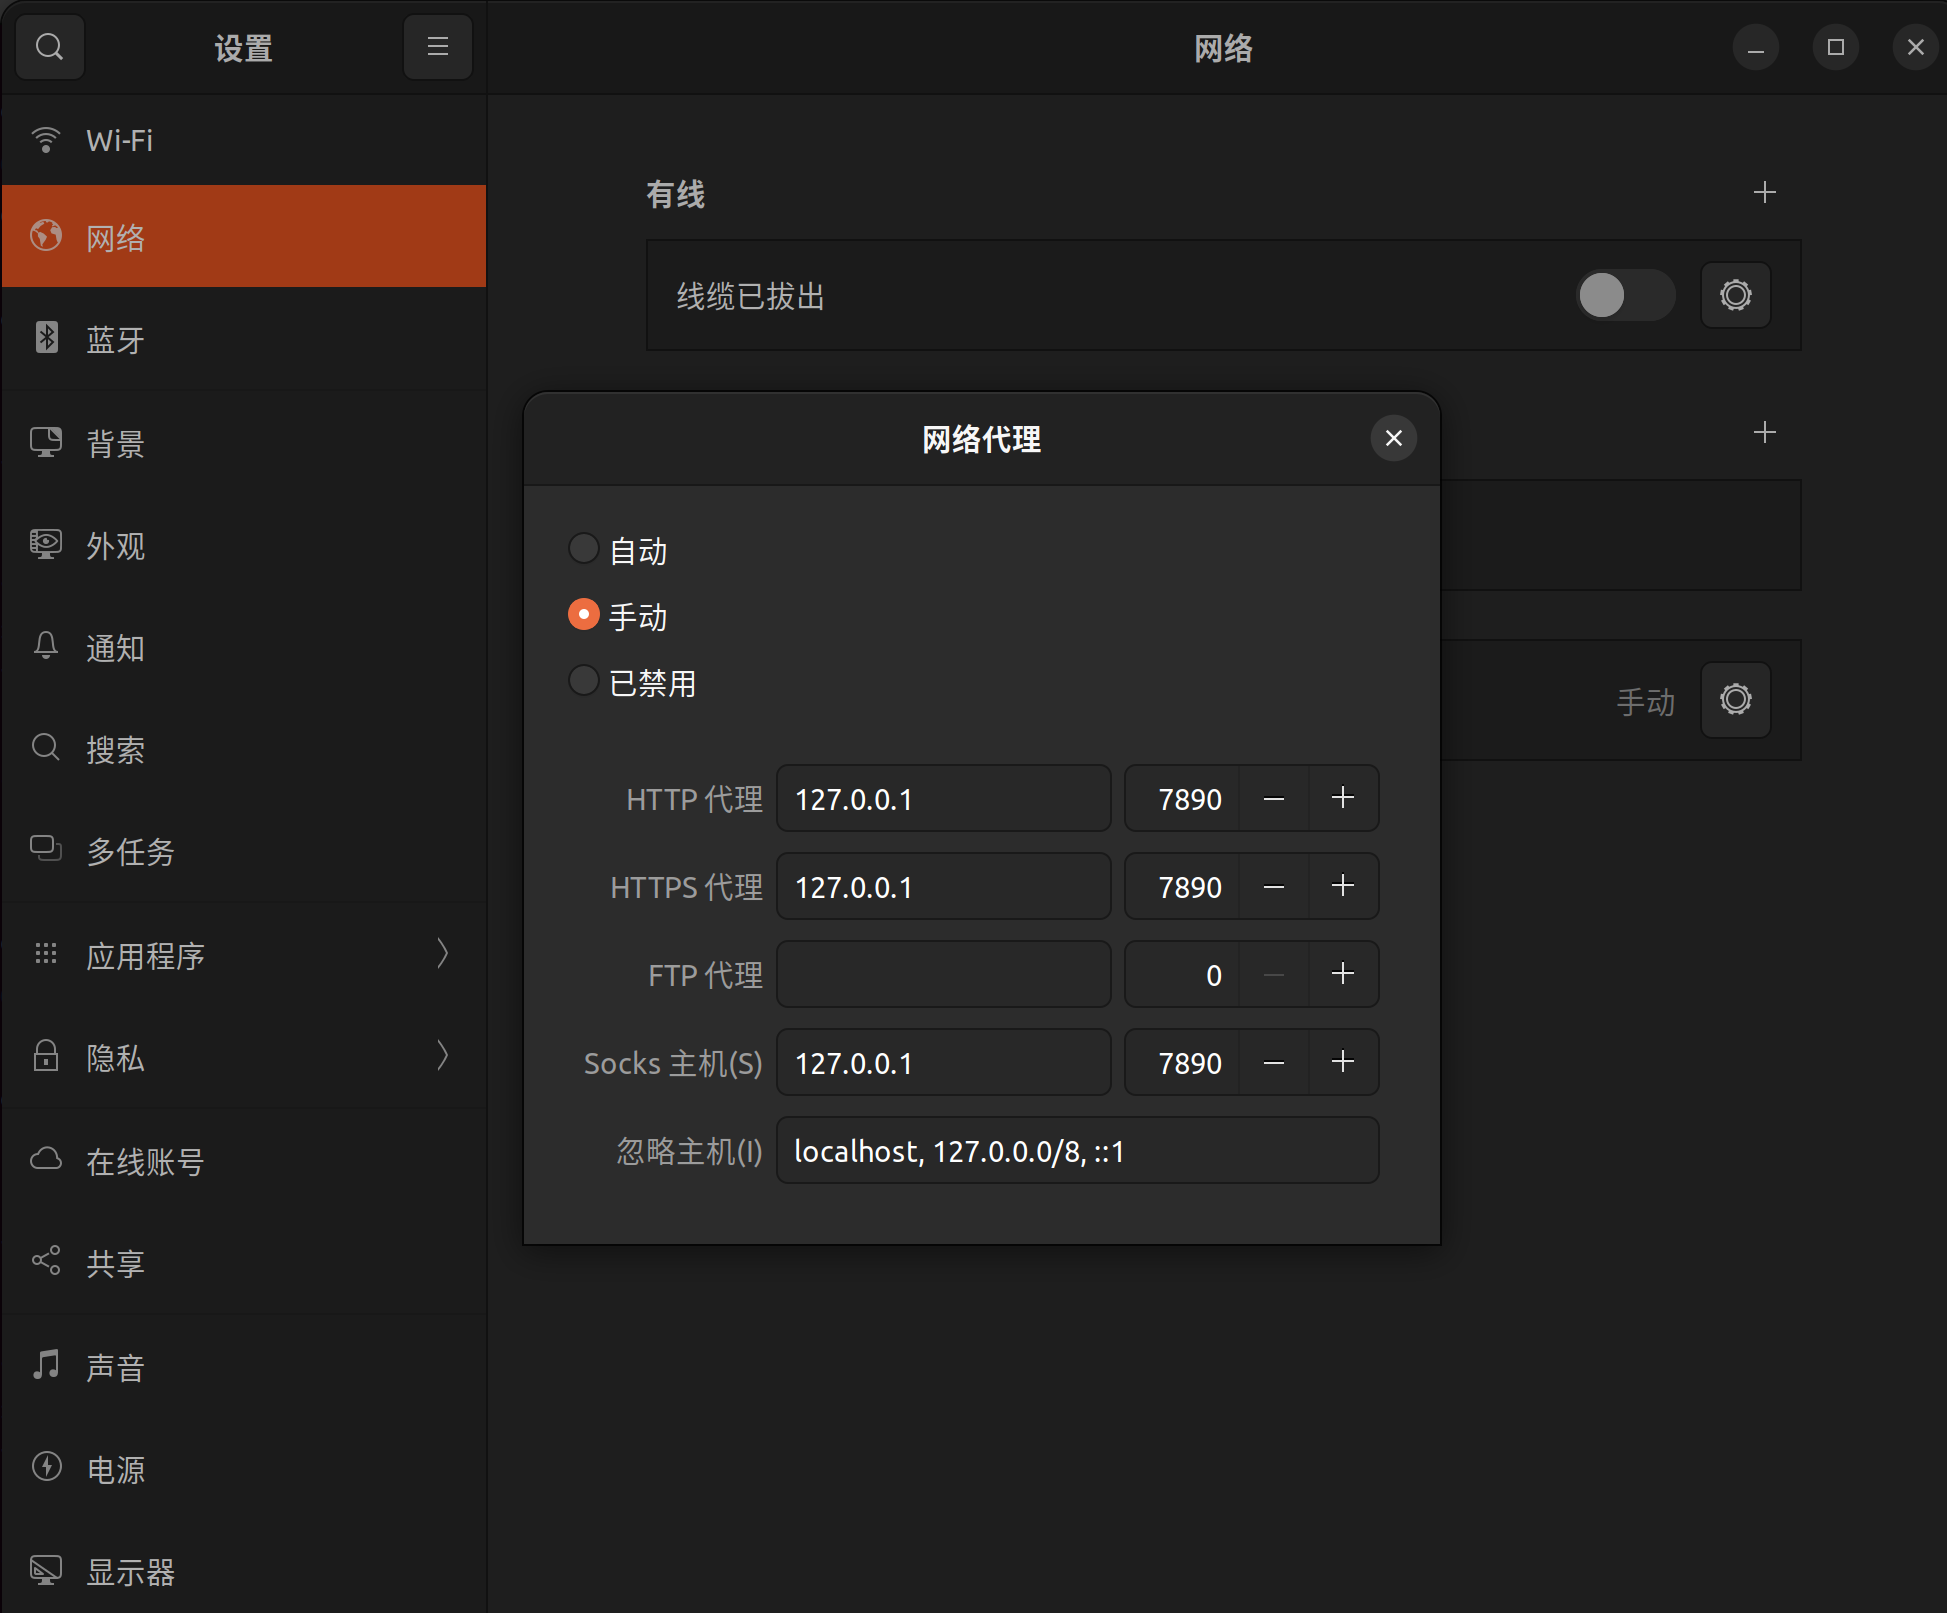 设置
网络
Wi-Fi
网络
蓝牙
背景
外观
通知
搜索
多任务
应用程序
隐私
在线账号
共享
声音
电源
显示器
有线
线缆已拔出
手动
网络代理
自动
手动
已禁用
HTTP 代理 127.0.0.1 7890
HTTPS 代理 127.0.0.1 7890
FTP 代理 0
Socks 主机(S) 127.0.0.1 7890
忽略主机(I) localhost, 127.0.0.0/8, ::1